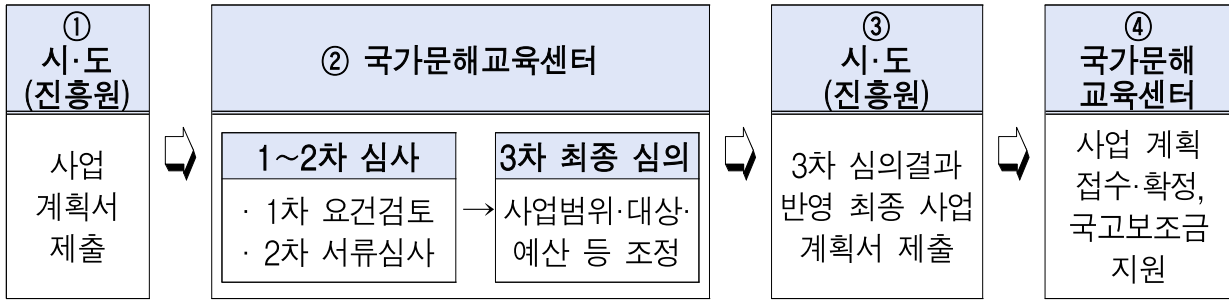 ①
시·도
(진흥원)
사업
계획서
제출
② 국가문해교육센터
1~2차 심사
· 1차 요건검토
· 2차 서류심사
→
3차 최종 심의
사업범위·대상·
예산 등 조정
③
시·도
(진흥원)
3차 심의결과
반영 최종 사업
계획서 제출
④
국가문해
교육센터
사업 계획
접수·확정,
국고보조금
지원